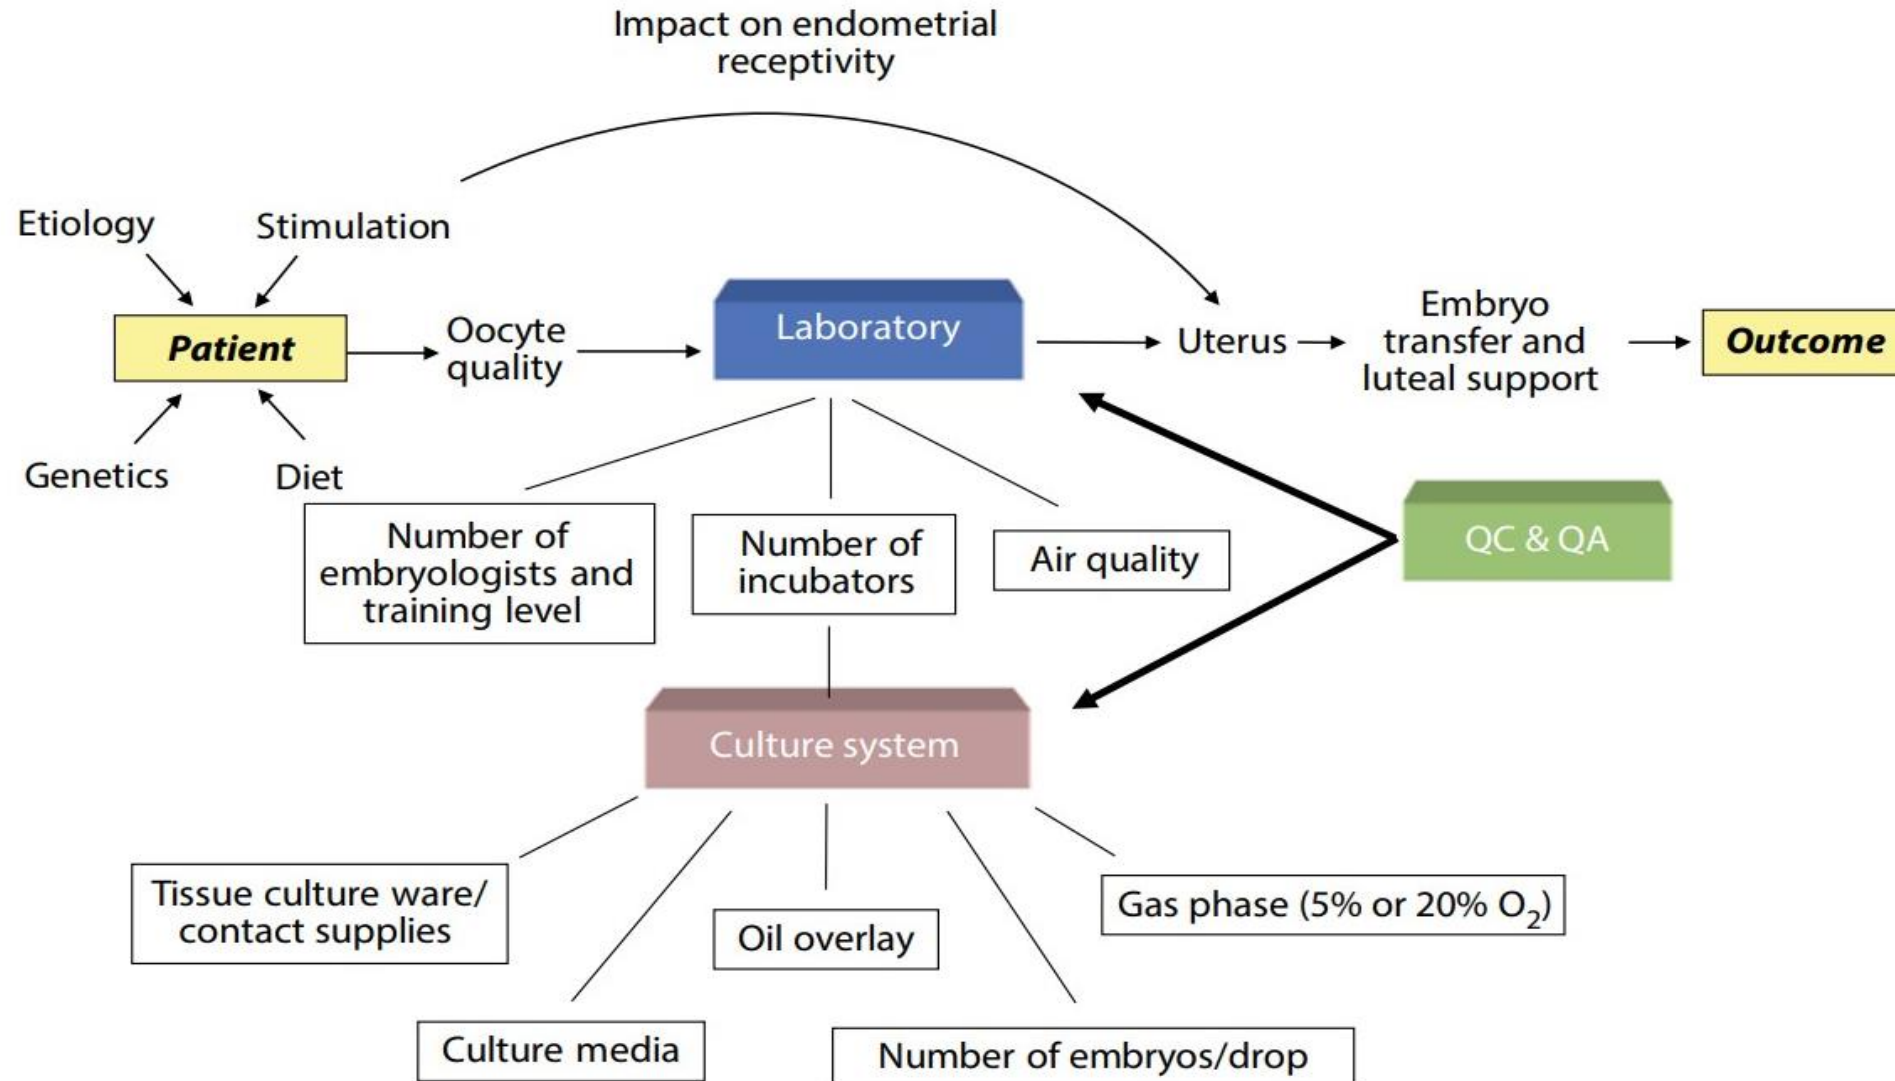 Impact on endometrial
receptivity
Etiology
Stimulation
Patient
Oocyte
quality
Laboratory
Uterus
Embryo
transfer and
luteal support
Outcome
Genetics
Diet
Number of
embryologists and
training level
Number of
incubators
Air quality
QC & QA
Culture system
Tissue culture ware/
contact supplies
Culture media
Oil overlay
Number of embryos/drop
Gas phase (5% or 20% O₂)